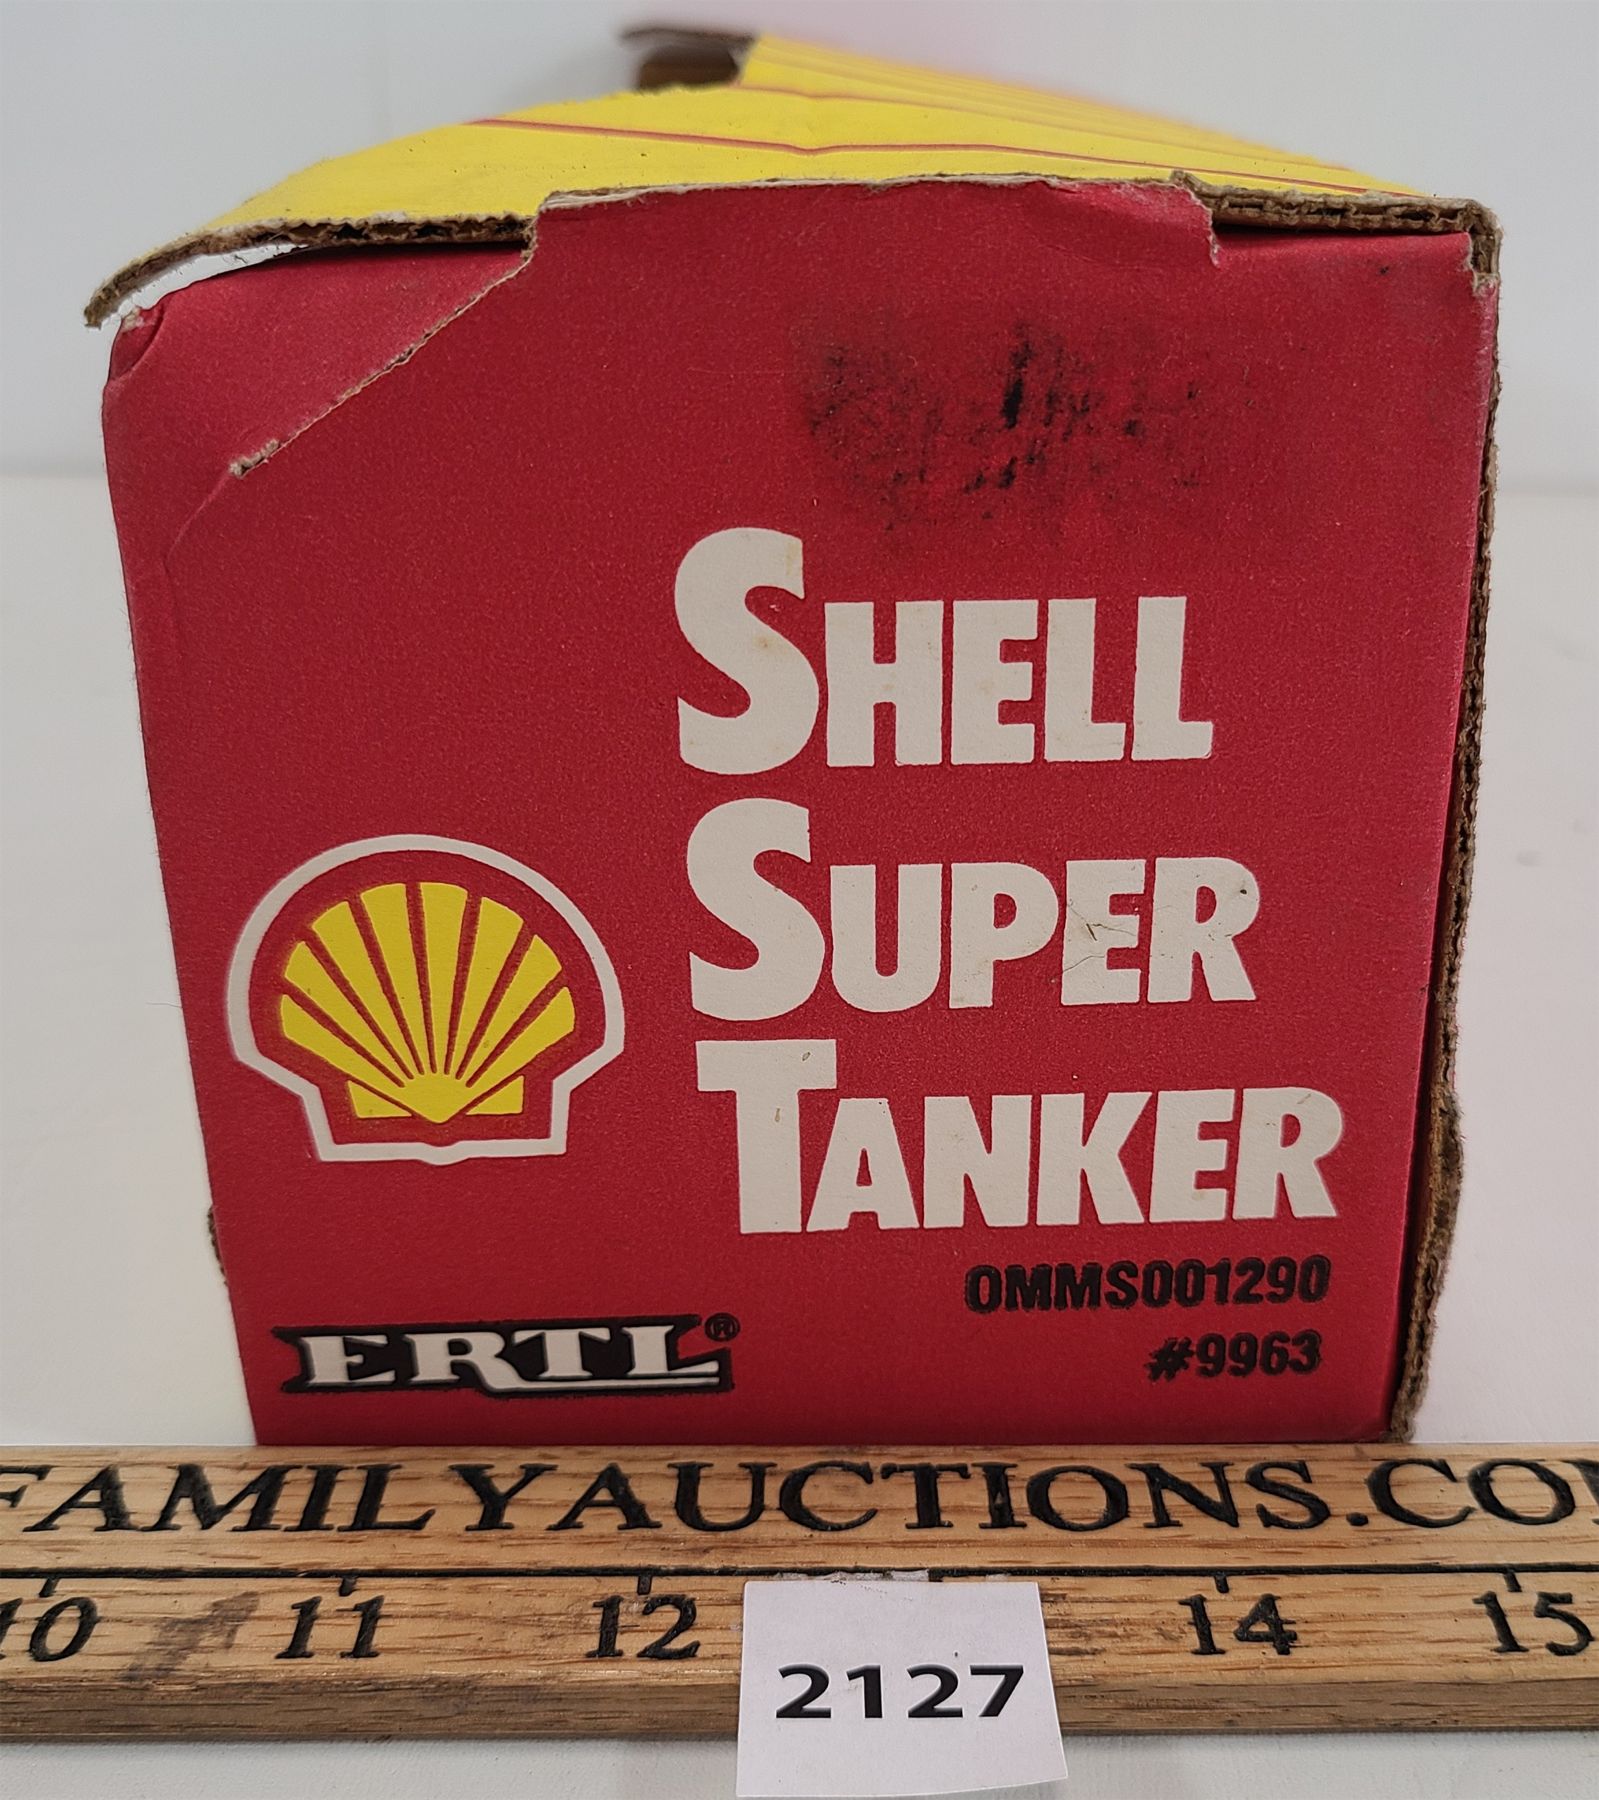 SHELL
SUPER
TANKER
OMMS001290
#9963
ERTL®
FAMILYAUCTIONS.CO
10 11 12 14 15
2127